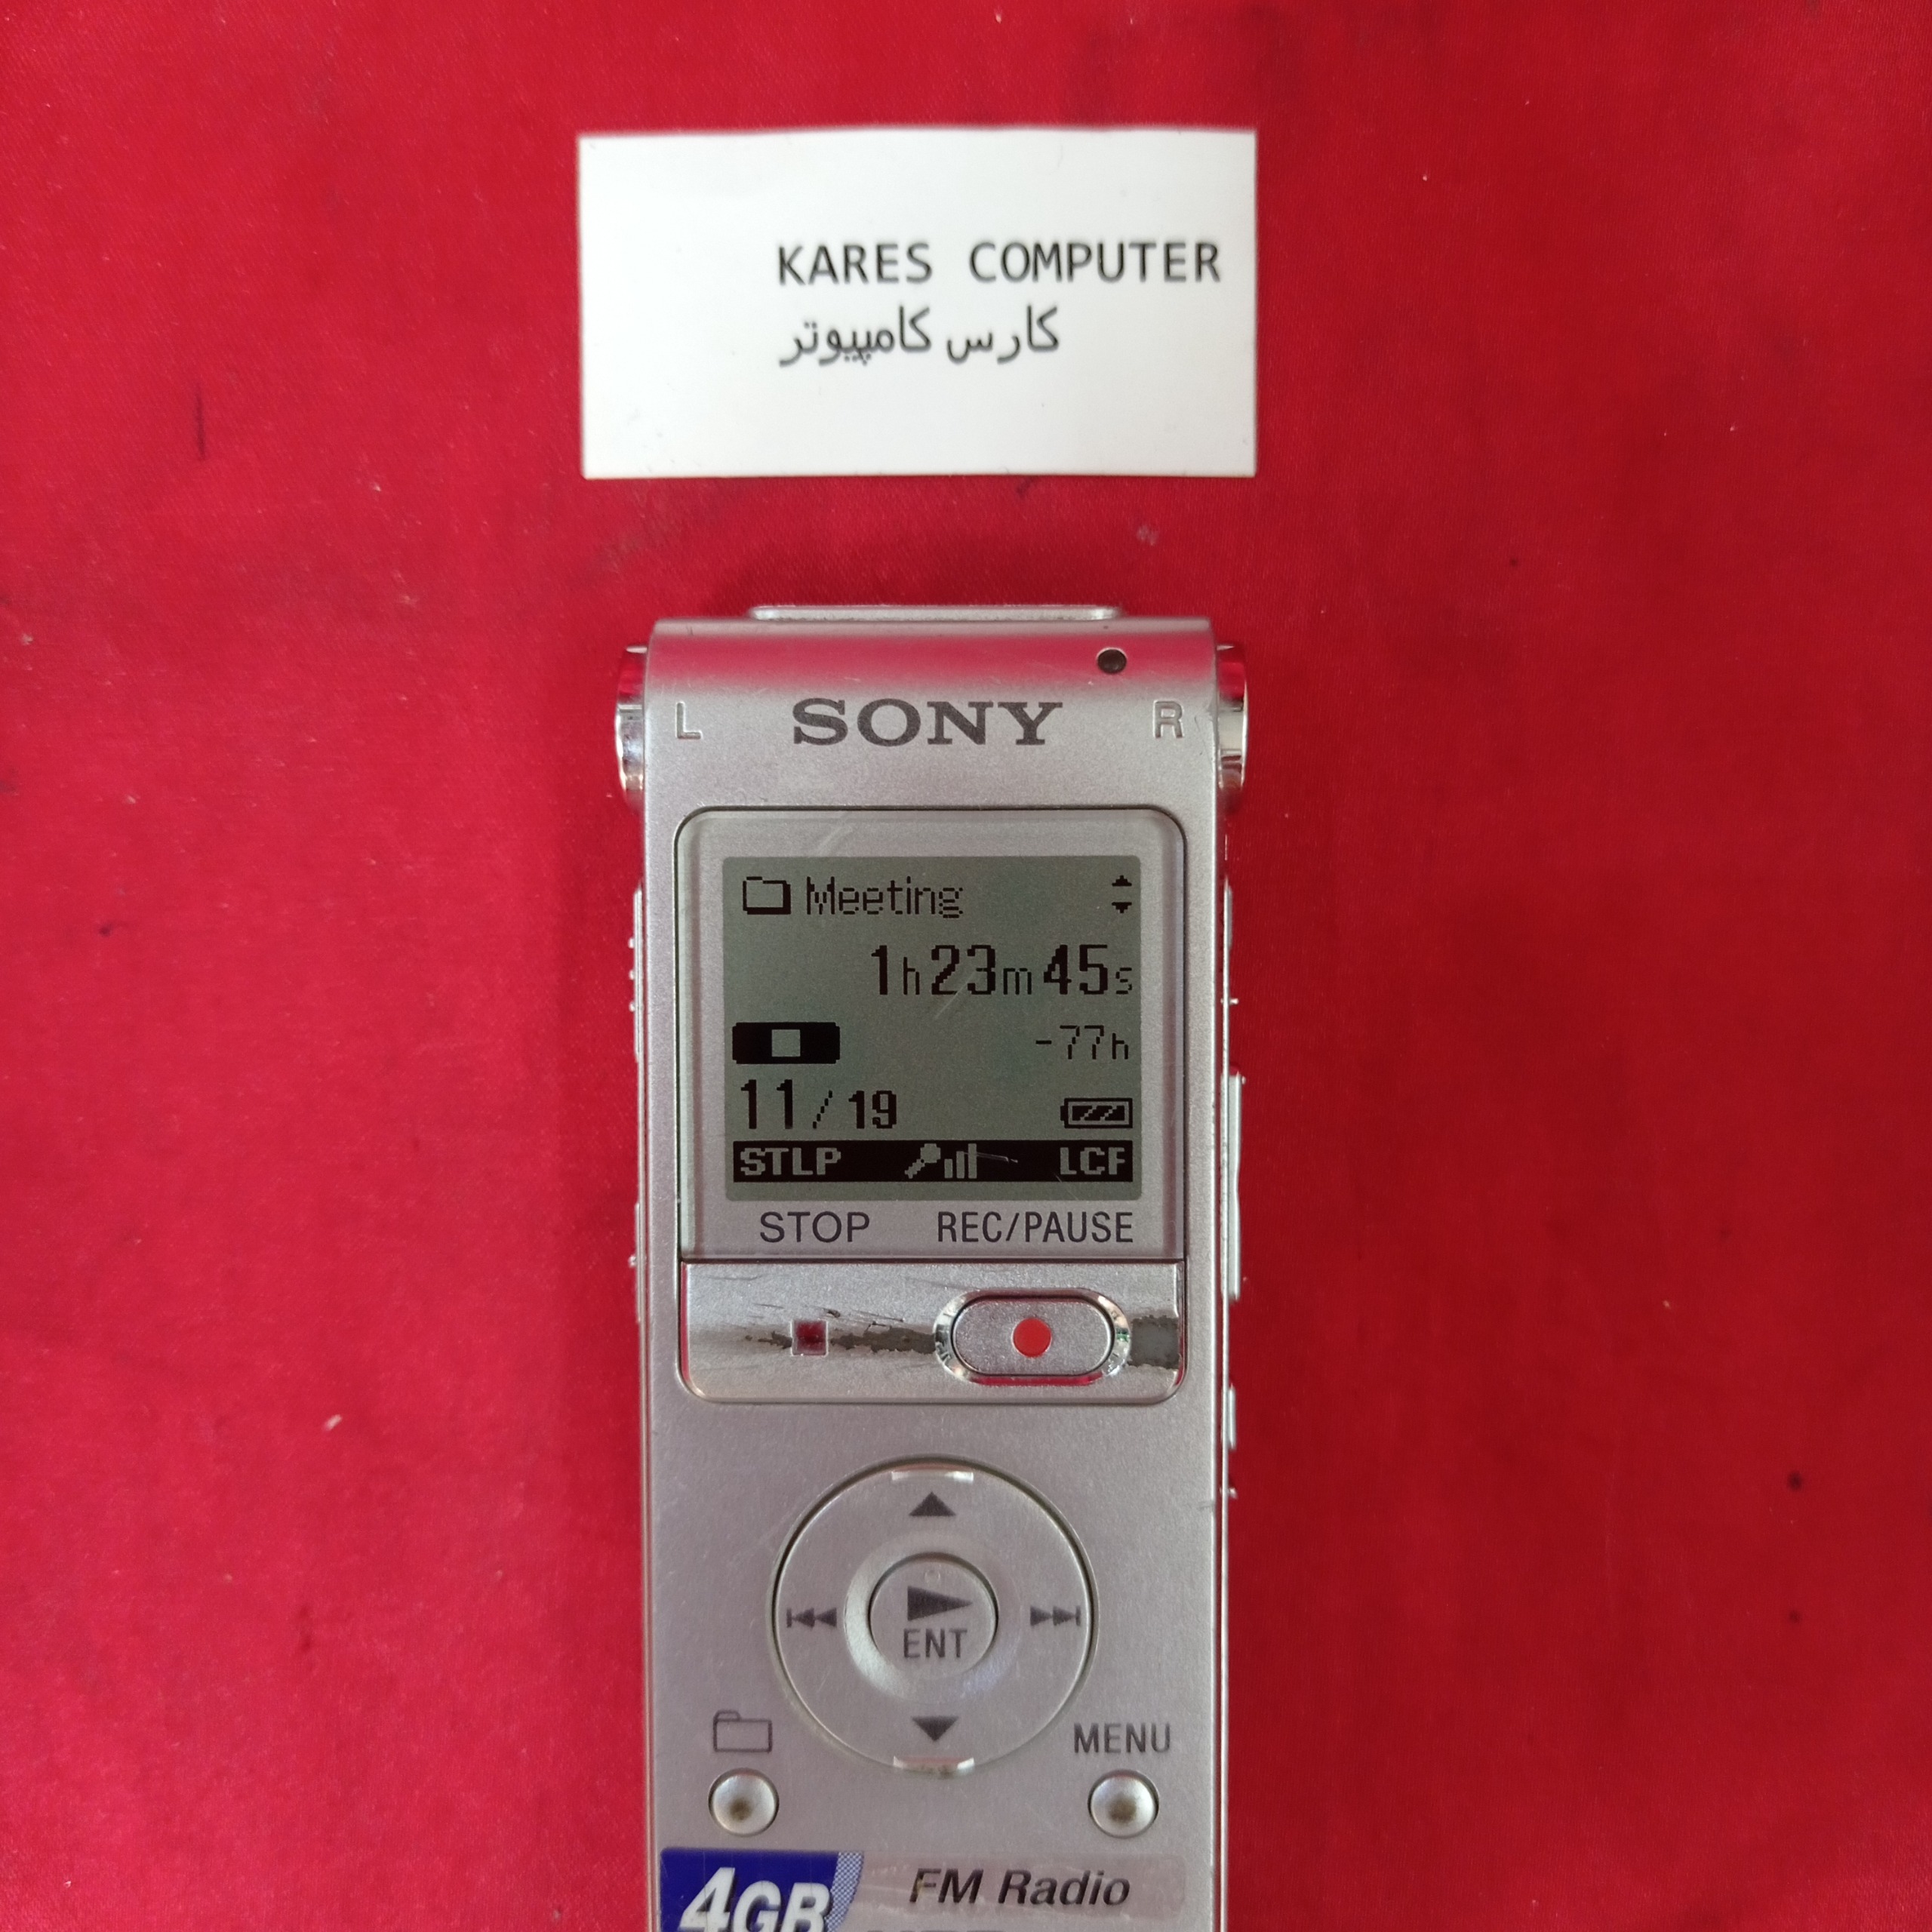 KARES COMPUTER
کارس کامپیوتر
L SONY R
Meeting
1h23m45s
-77h
11/19
STLP LCF
STOP REC/PAUSE
ENT
MENU
4GB FM Radio